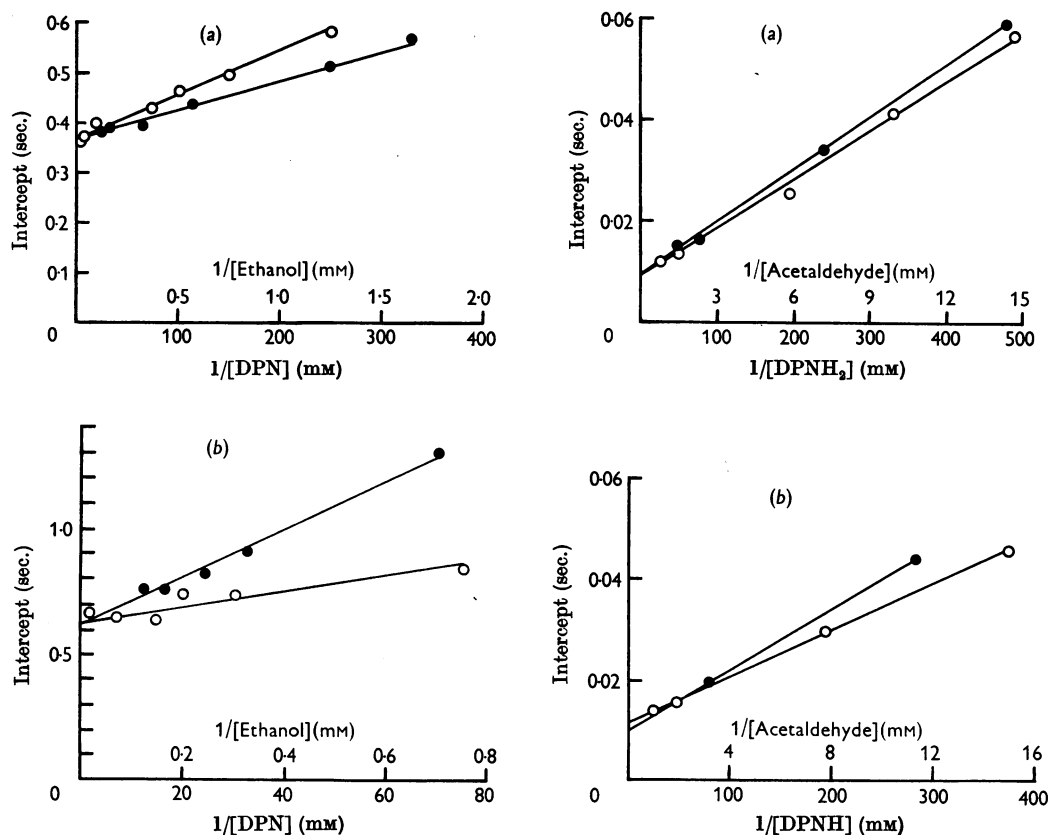 (a)
Intercept (sec.)
0·6
0·5
0·4
0·3
0·2
0·1
0
1/[Ethanol] (mM)
0·5 1·0 1·5 2·0
100 200 300 400
1/[DPN] (mM)
(a)
Intercept (sec.)
0·06
0·04
0·02
0
1/[Acetaldehyde] (mM)
3 6 9 12 15
100 200 300 400 500
1/[DPNH₂] (mM)
(b)
Intercept (sec.)
1·0
0·5
0
1/[Ethanol] (mM)
0·2 0·4 0·6 0·8
20 40 60 80
1/[DPN] (mM)
(b)
Intercept (sec.)
0·06
0·04
0·02
0
1/[Acetaldehyde] (mM)
4 8 12 16
100 200 300 400
1/[DPNH] (mM)